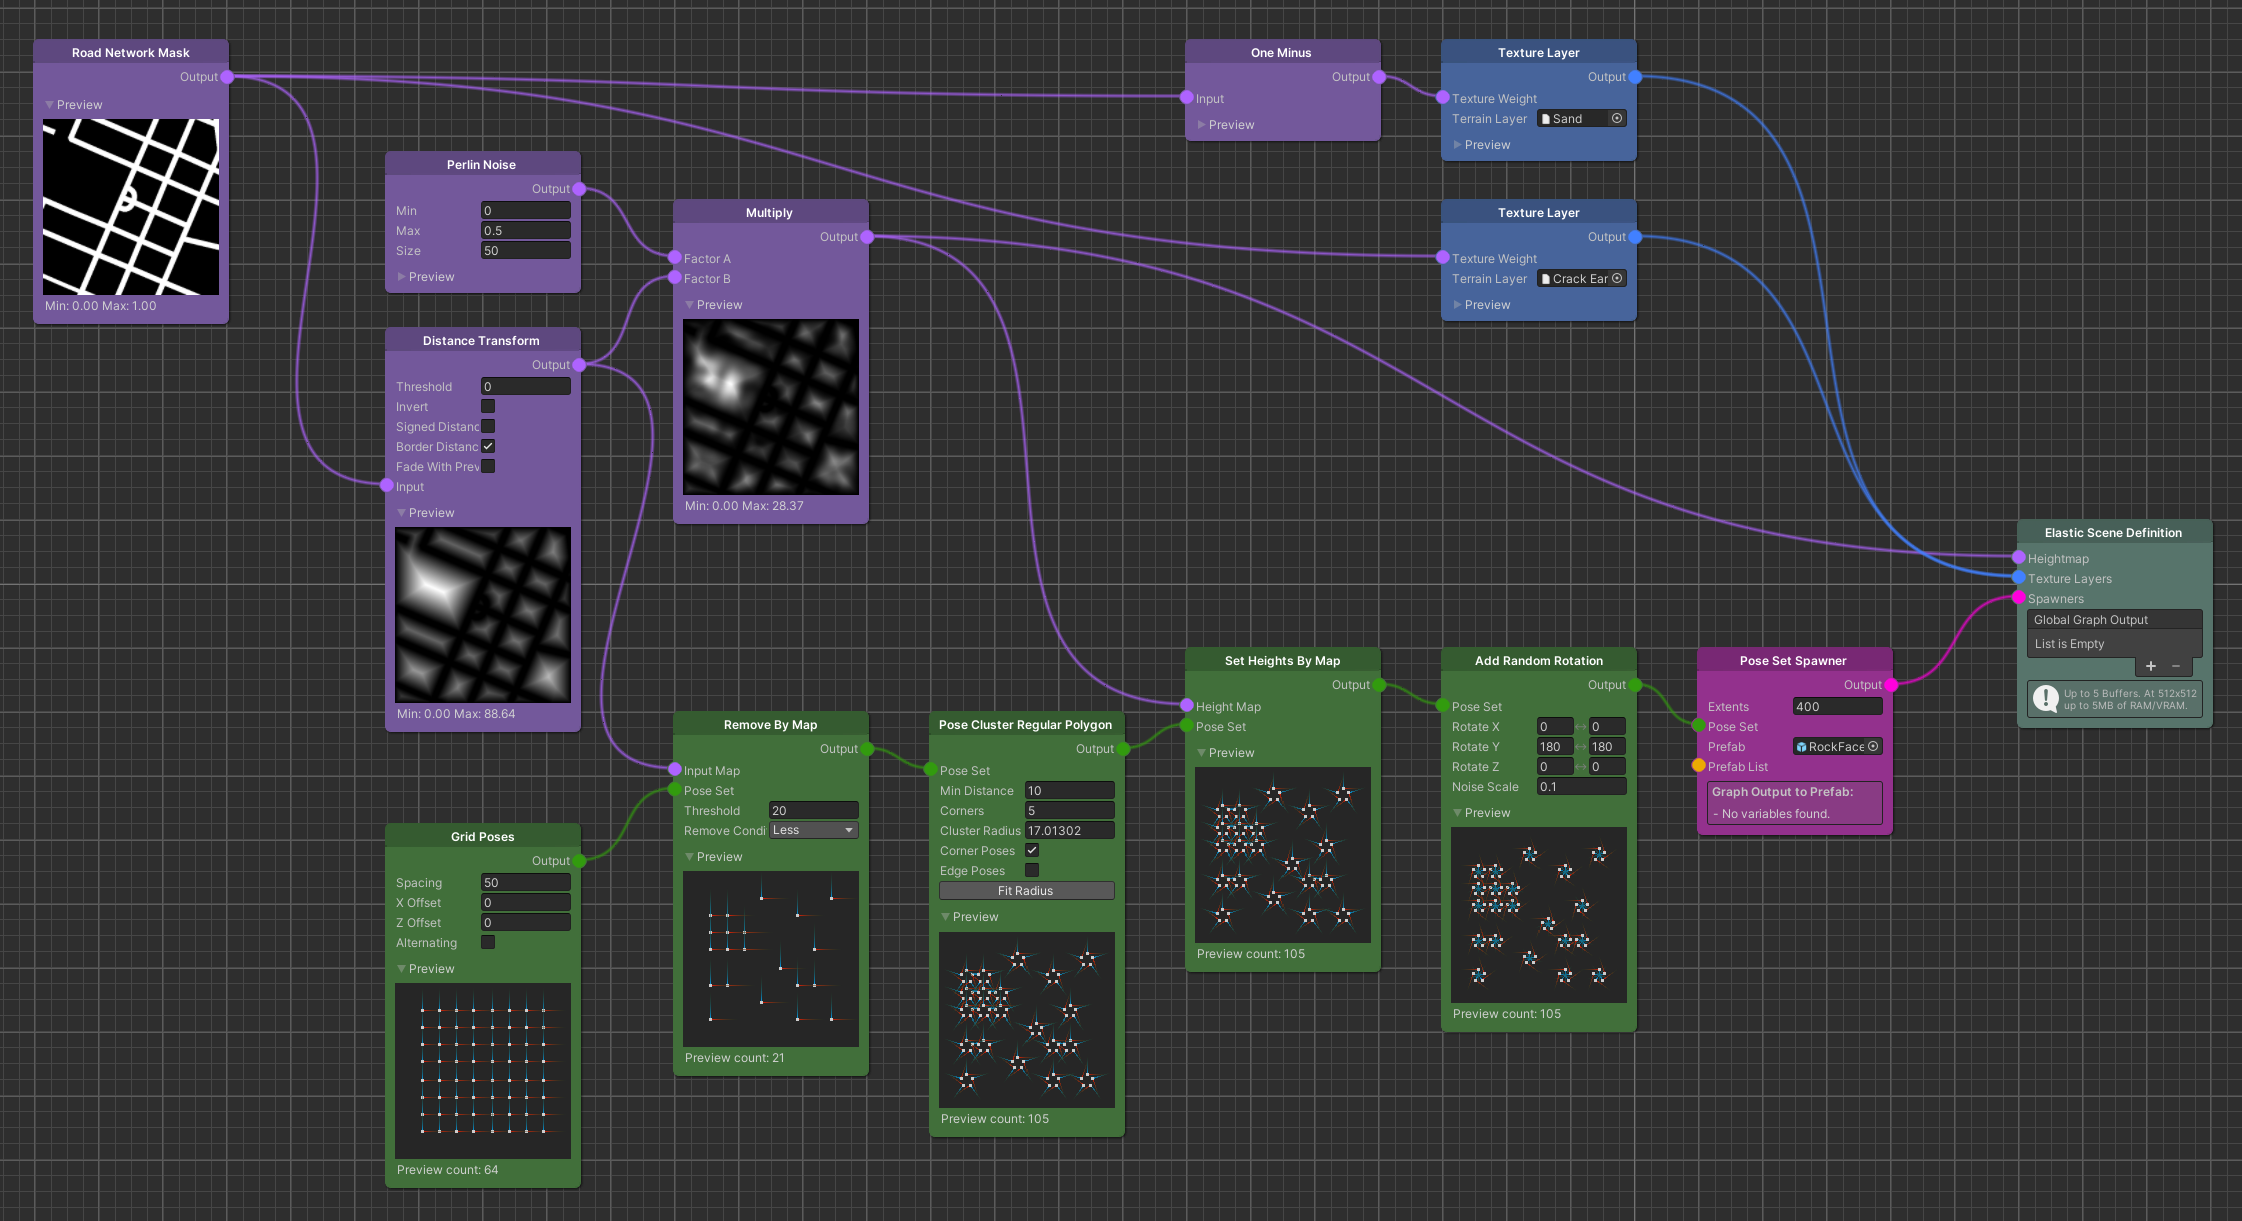 Road Network Mask
Output
Preview
Min: 0.00 Max: 1.00
Perlin Noise
Output
Min 0
Max 0.5
Size 50
Preview
Distance Transform
Output
Threshold 0
Invert
Signed Distanc
Border Distanc
Fade With Prev
Input
Preview
Min: 0.00 Max: 88.64
Grid Poses
Output
Spacing 50
X Offset 0
Z Offset 0
Alternating
Preview
Preview count: 64
Multiply
Output
Factor A
Factor B
Preview
Min: 0.00 Max: 28.37
Remove By Map
Output
Input Map
Pose Set
Threshold 20
Remove Condi Less
Preview
Preview count: 21
Pose Cluster Regular Polygon
Output
Pose Set
Min Distance 10
Corners 5
Cluster Radius 17.01302
Corner Poses
Edge Poses
Fit Radius
Preview
Preview count: 105
One Minus
Output
Input
Preview
Set Heights By Map
Output
Height Map
Pose Set
Preview
Preview count: 105
Texture Layer
Output
Texture Weight
Terrain Layer Sand
Preview
Texture Layer
Output
Texture Weight
Terrain Layer Crack Ear
Preview
Add Random Rotation
Output
Pose Set
Rotate X 0 0
Rotate Y 180 180
Rotate Z 0 0
Noise Scale 0.1
Preview
Preview count: 105
Pose Set Spawner
Output
Extents 400
Pose Set
Prefab RockFace
Prefab List
Graph Output to Prefab:
- No variables found.
Elastic Scene Definition
Heightmap
Texture Layers
Spawners
Global Graph Output
List is Empty
+ −
Up to 5 Buffers. At 512x512
up to 5MB of RAM/VRAM.